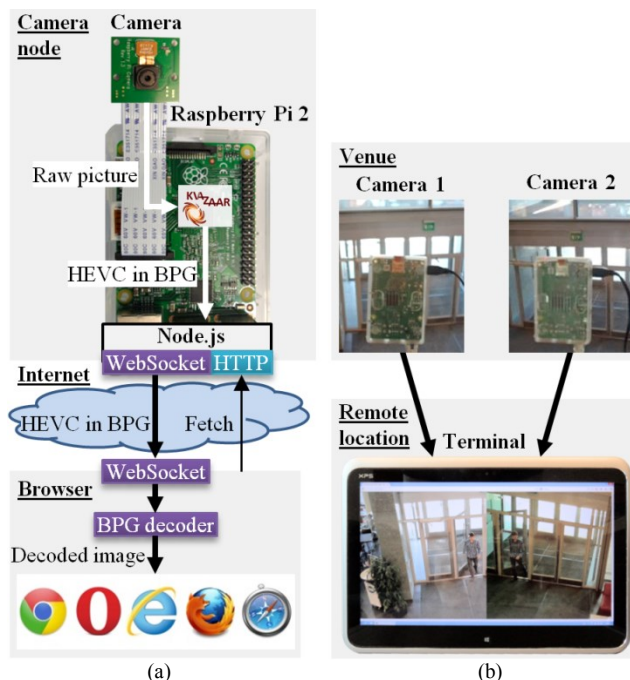 Camera
node
Camera
Raspberry Pi 2
Raw picture
KVAZAAR
HEVC in BPG
Node.js
WebSocket HTTP
Internet
HEVC in BPG Fetch
WebSocket
Browser
BPG decoder
Decoded image
(a)
Venue
Camera 1 Camera 2
Remote
location
Terminal
XPS
(b)